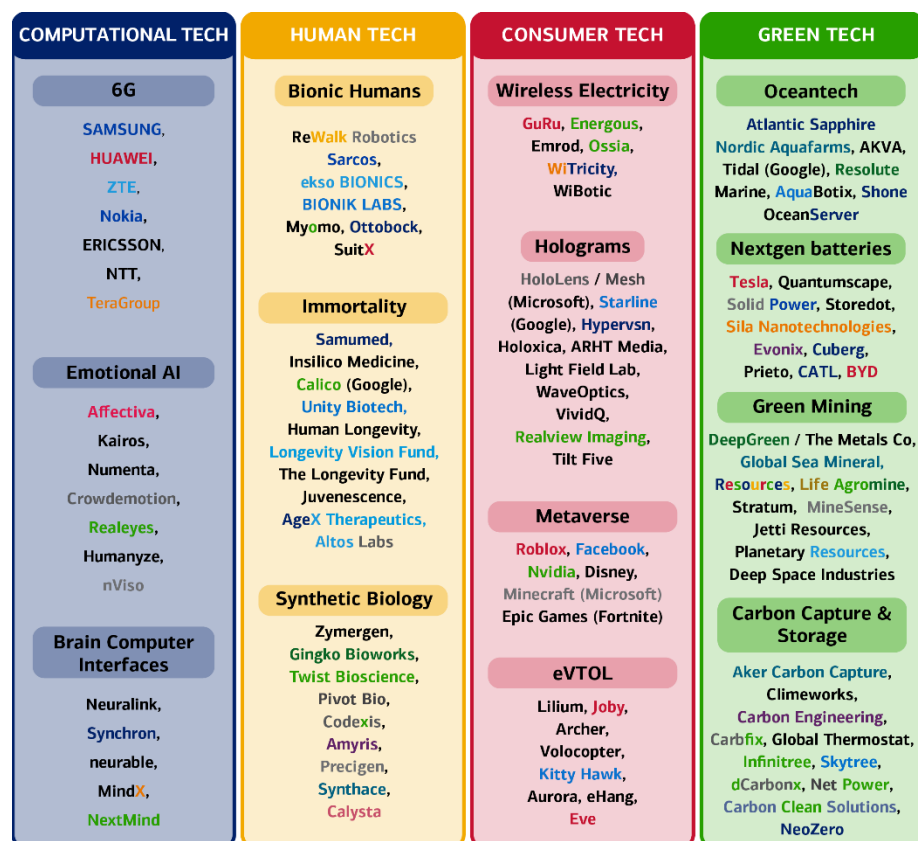 COMPUTATIONAL TECH
6G
SAMSUNG,
HUAWEI,
ZTE,
Nokia,
ERICSSON,
NTT,
TeraGroup
Emotional AI
Affectiva,
Kairos,
Numenta,
Crowdemotion,
Realeyes,
Humanyze,
nViso
Brain Computer
Interfaces
Neuralink,
Synchron,
neurable,
MindX,
NextMind
HUMAN TECH
Bionic Humans
ReWalk Robotics
Sarcos,
ekso BIONICS,
BIONIK LABS,
Myomo, Ottobock,
SuitX
Immortality
Samumed,
Insilico Medicine,
Calico (Google),
Unity Biotech,
Human Longevity,
Longevity Vision Fund,
The Longevity Fund,
Juvenescence,
AgeX Therapeutics,
Altos Labs
Synthetic Biology
Zymergen,
Gingko Bioworks,
Twist Bioscience,
Pivot Bio,
Codexis,
Amyris,
Precigen,
Synthace,
Calysta
CONSUMER TECH
Wireless Electricity
GuRu, Energous,
Emrod, Ossia,
WiTricity,
WiBotic
Holograms
HoloLens / Mesh
(Microsoft), Starline
(Google), Hypervsn,
Holoxica, ARHT Media,
Light Field Lab,
WaveOptics,
VividQ,
Realview Imaging,
Tilt Five
Metaverse
Roblox, Facebook,
Nvidia, Disney,
Minecraft (Microsoft)
Epic Games (Fortnite)
eVTOL
Lilium, Joby,
Archer,
Volocopter,
Kitty Hawk,
Aurora, eHang,
Eve
GREEN TECH
Oceantech
Atlantic Sapphire
Nordic Aquafarms, AKVA,
Tidal (Google), Resolute
Marine, AquaBotix, Shone
OceanServer
Nextgen batteries
Tesla, Quantumscape,
Solid Power, Storedot,
Sila Nanotechnologies,
Evonix, Cuberg,
Prieto, CATL, BYD
Green Mining
DeepGreen / The Metals Co,
Global Sea Mineral,
Resources, Life Agromine,
Stratum, MineSense,
Jetti Resources,
Planetary Resources,
Deep Space Industries
Carbon Capture &
Storage
Aker Carbon Capture,
Climeworks,
Carbon Engineering,
Carbfix, Global Thermostat,
Infinitree, Skytree,
dCarbonx, Net Power,
Carbon Clean Solutions,
NeoZero